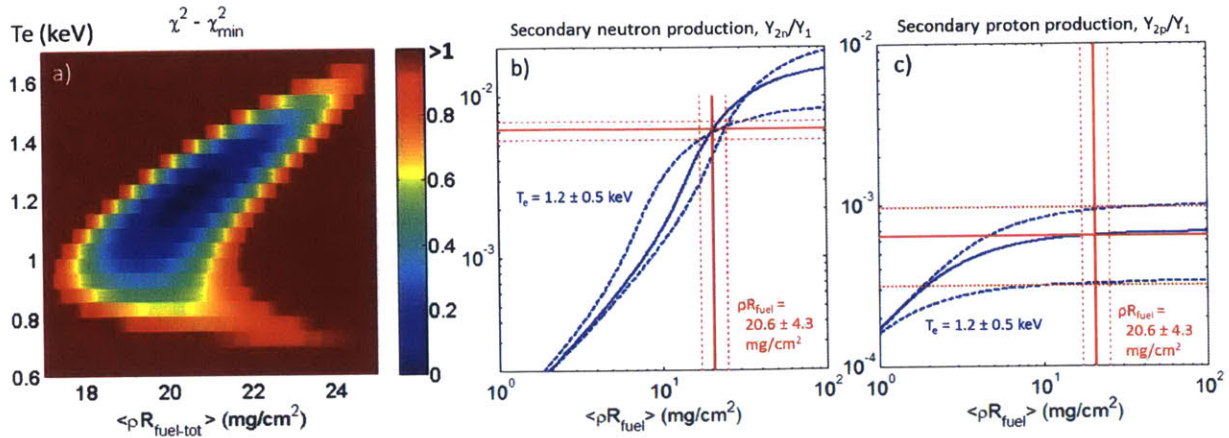 Te (keV)
χ² - χ²min
a)
1.6
1.4
1.2
1
0.8
0.6
18
20
22
24
<ρRfuel-tot> (mg/cm²)
>1
0.8
0.6
0.4
0.2
0
Secondary neutron production, Y2n/Y1
b)
10⁻²
10⁻³
Te = 1.2 ± 0.5 keV
ρRfuel =
20.6 ± 4.3
mg/cm²
10⁰
10¹
10²
<ρRfuel> (mg/cm²)
Secondary proton production, Y2p/Y1
c)
10⁻²
10⁻³
10⁻⁴
Te = 1.2 ± 0.5 keV
ρRfuel =
20.6 ± 4.3
mg/cm²
10⁰
10¹
10²
<ρRfuel> (mg/cm²)